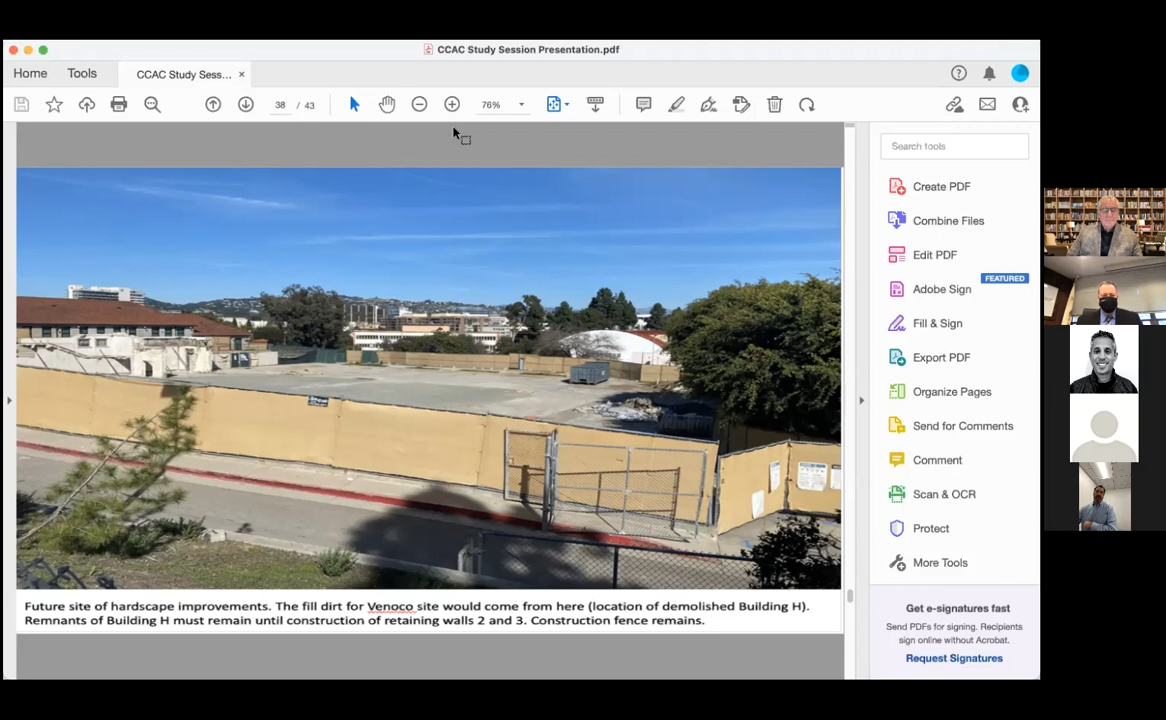 CCAC Study Session Presentation.pdf
Home
Tools
CCAC Study Sess...
38 / 43
76%
Search tools
Create PDF
Combine Files
Edit PDF
FEATURED
Adobe Sign
Fill & Sign
Export PDF
Organize Pages
Send for Comments
Comment
Scan & OCR
Protect
More Tools
Get e-signatures fast
Send PDFs for signing. Recipients
sign online without Acrobat.
Request Signatures
Future site of hardscape improvements. The fill dirt for Venoco site would come from here (location of demolished Building H).
Remnants of Building H must remain until construction of retaining walls 2 and 3. Construction fence remains.